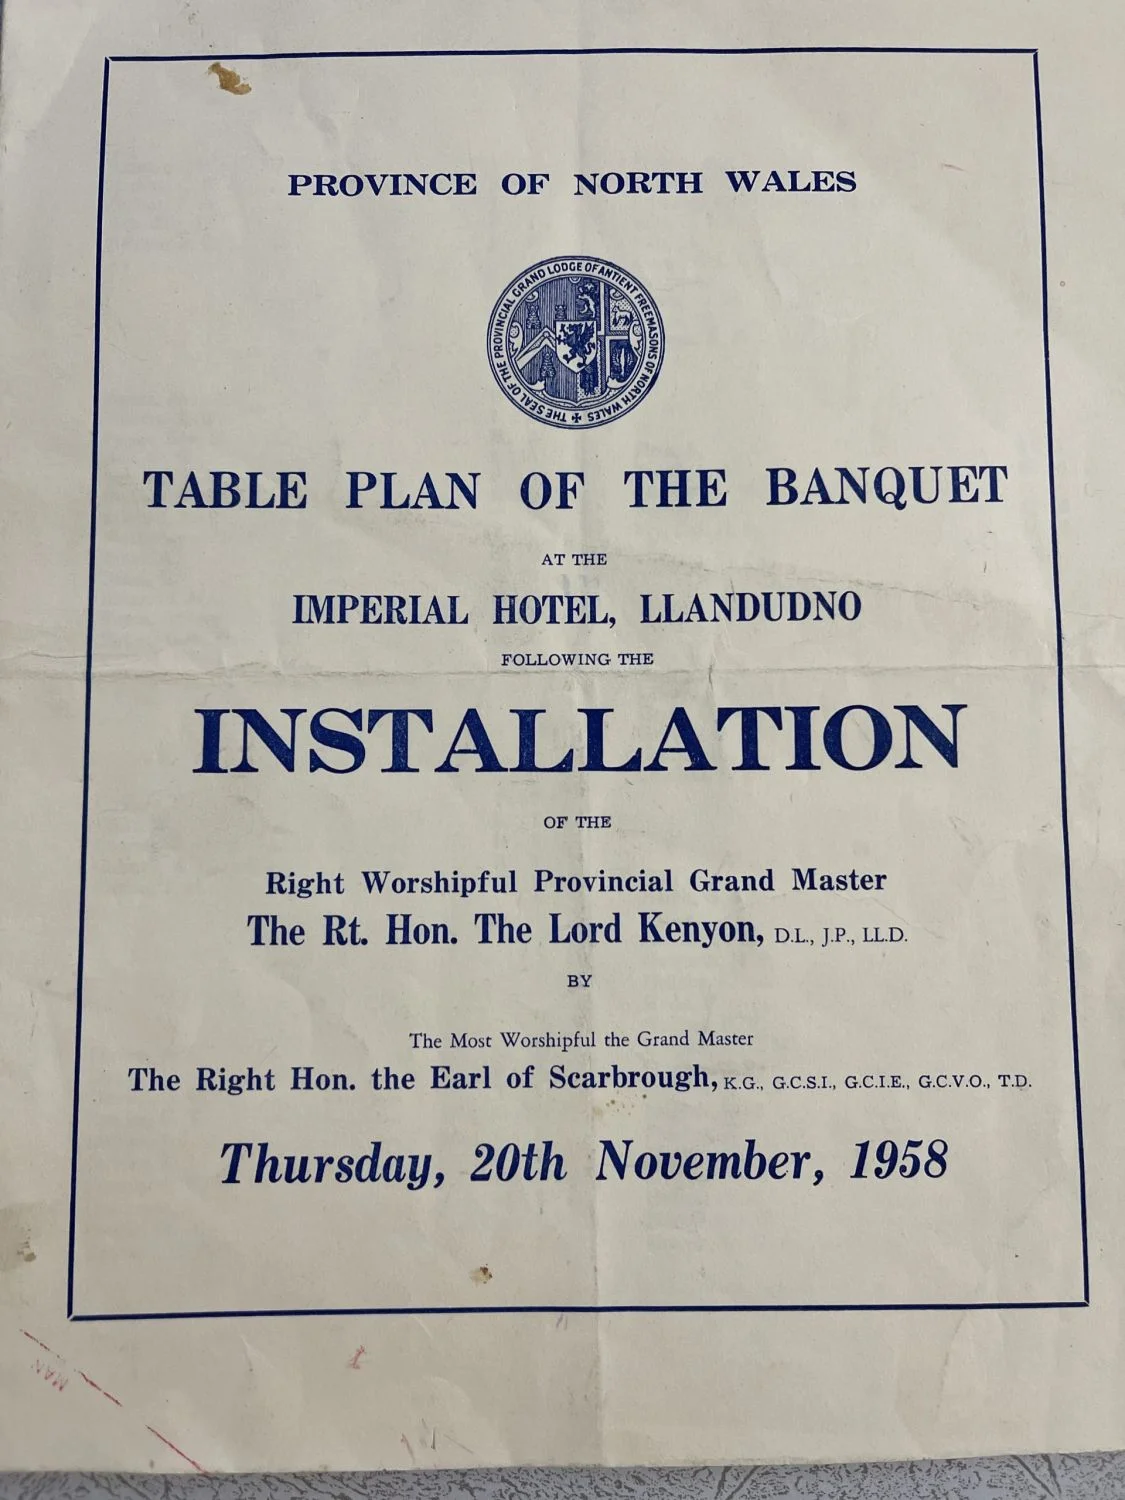 PROVINCE OF NORTH WALES
THE SEAL OF THE PROVINCIAL GRAND LODGE OF ANTIENT FREEMASONS OF NORTH WALES
TABLE PLAN OF THE BANQUET
AT THE
IMPERIAL HOTEL, LLANDUDNO
FOLLOWING THE
INSTALLATION
OF THE
Right Worshipful Provincial Grand Master
The Rt. Hon. The Lord Kenyon, D.L., J.P., LL.D.
BY
The Most Worshipful the Grand Master
The Right Hon. the Earl of Scarbrough, K.G., G.C.S.I., G.C.I.E., G.C.V.O., T.D.
Thursday, 20th November, 1958